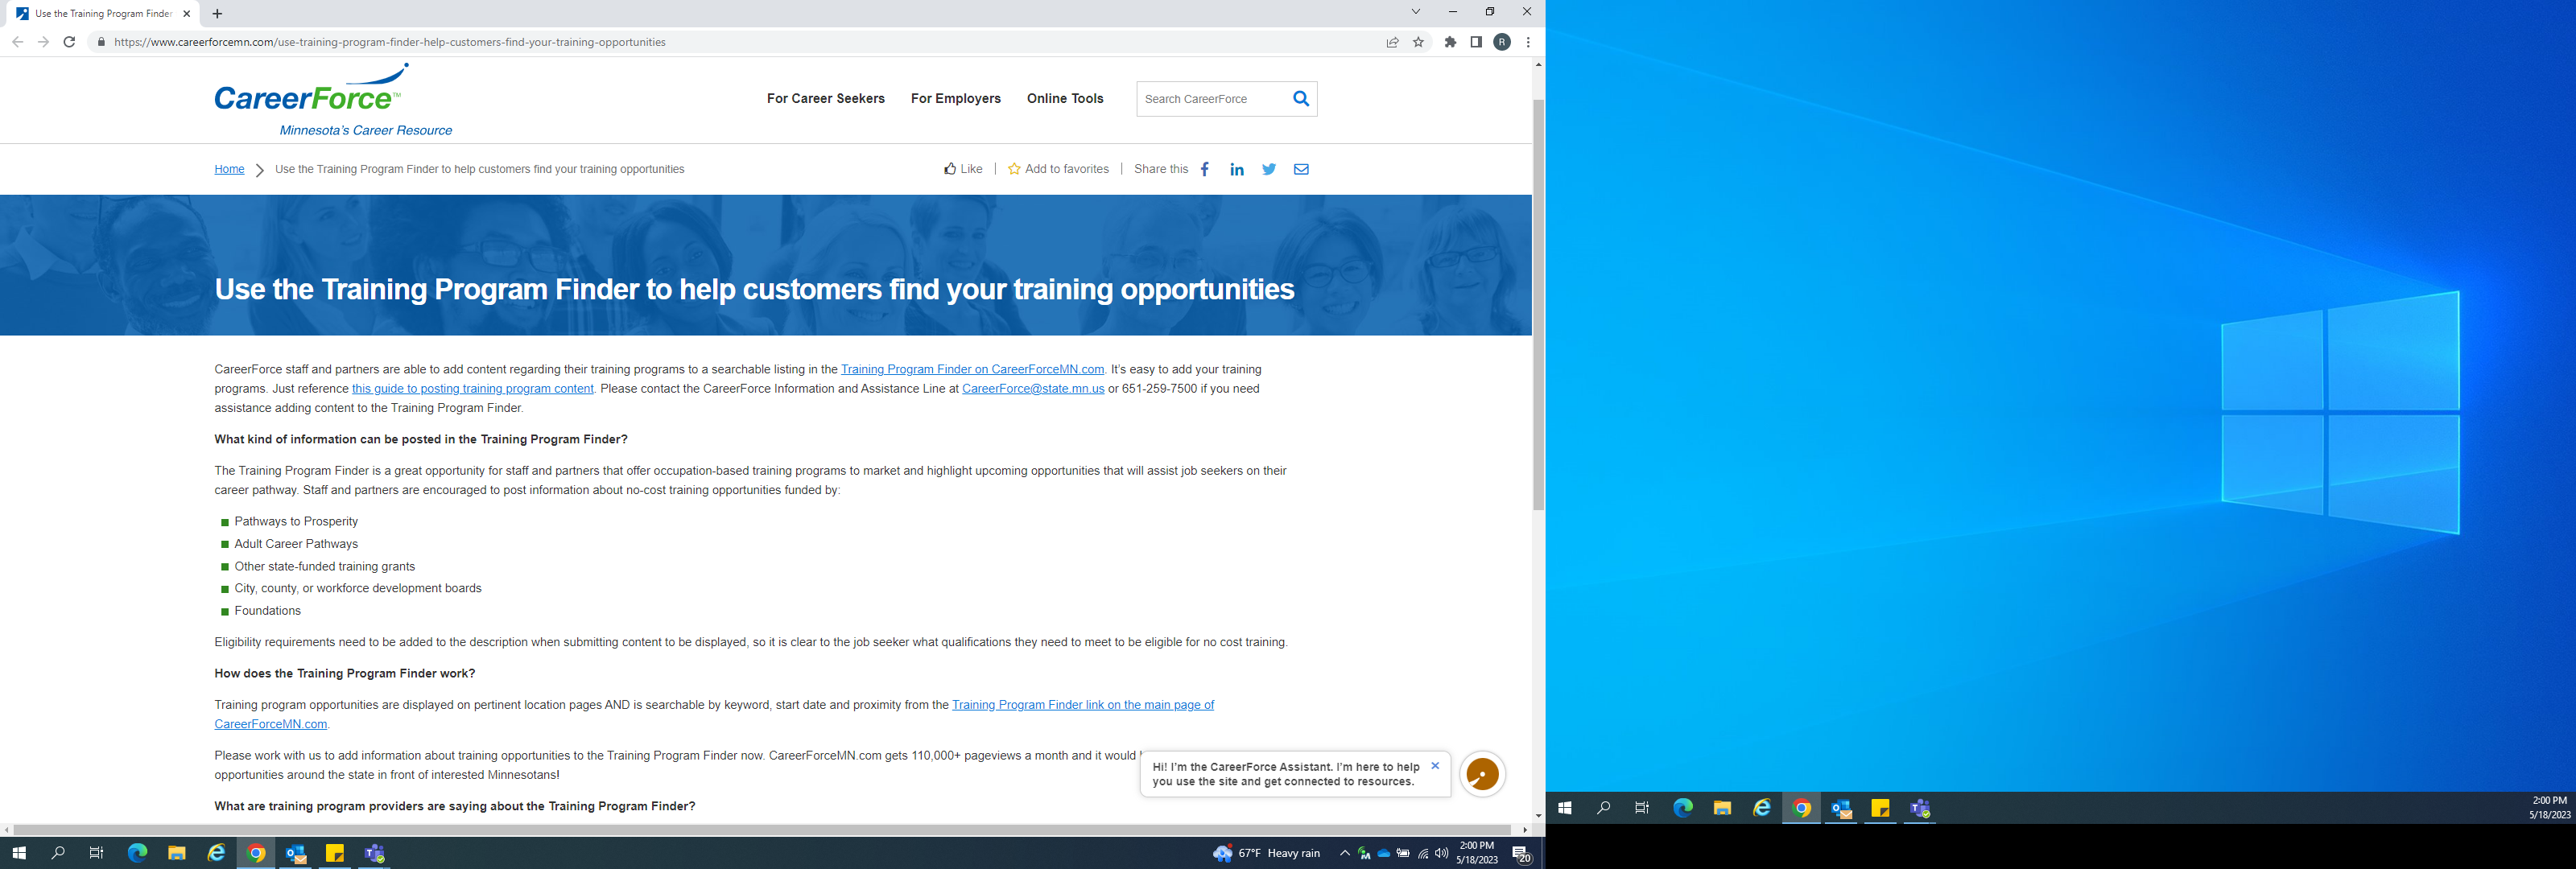 Use the Training Program Finder
https://www.careerforcemn.com/use-training-program-finder-help-customers-find-your-training-opportunities
R
CareerForce™
Minnesota's Career Resource
For Career Seekers
For Employers
Online Tools
Search CareerForce
Home
Use the Training Program Finder to help customers find your training opportunities
Like
Add to favorites
Share this
Use the Training Program Finder to help customers find your training opportunities
CareerForce staff and partners are able to add content regarding their training programs to a searchable listing in the Training Program Finder on CareerForceMN.com. It's easy to add your training
programs. Just reference this guide to posting training program content. Please contact the CareerForce Information and Assistance Line at CareerForce@state.mn.us or 651-259-7500 if you need
assistance adding content to the Training Program Finder.
What kind of information can be posted in the Training Program Finder?
The Training Program Finder is a great opportunity for staff and partners that offer occupation-based training programs to market and highlight upcoming opportunities that will assist job seekers on their
career pathway. Staff and partners are encouraged to post information about no-cost training opportunities funded by:
Pathways to Prosperity
Adult Career Pathways
Other state-funded training grants
City, county, or workforce development boards
Foundations
Eligibility requirements need to be added to the description when submitting content to be displayed, so it is clear to the job seeker what qualifications they need to meet to be eligible for no cost training.
How does the Training Program Finder work?
Training program opportunities are displayed on pertinent location pages AND is searchable by keyword, start date and proximity from the Training Program Finder link on the main page of
CareerForceMN.com.
Please work with us to add information about training opportunities to the Training Program Finder now. CareerForceMN.com gets 110,000+ pageviews a month and it would
opportunities around the state in front of interested Minnesotans!
What are training program providers are saying about the Training Program Finder?
Hi! I'm the CareerForce Assistant. I'm here to help
you use the site and get connected to resources.
67°F Heavy rain
2:00 PM
5/18/2023
20
2:00 PM
5/18/2023